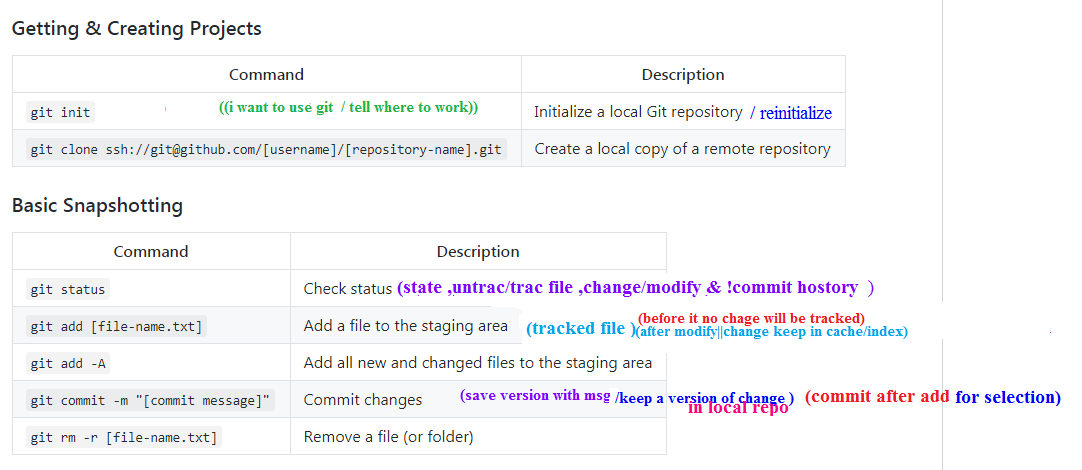 Getting & Creating Projects
Command Description
git init ((i want to use git / tell where to work)) Initialize a local Git repository / reinitialize
git clone ssh://git@github.com/[username]/[repository-name].git Create a local copy of a remote repository
Basic Snapshotting
Command Description
git status Check status (state ,untrac/trac file ,change/modify & !commit hostory )
git add [file-name.txt] Add a file to the staging area (tracked file ) (before it no chage will be tracked)
(after modify||change keep in cache/index)
git add -A Add all new and changed files to the staging area
git commit -m "[commit message]" Commit changes (save version with msg /keep a version of change ) (commit after add for selection)
in local repo
git rm -r [file-name.txt] Remove a file (or folder)